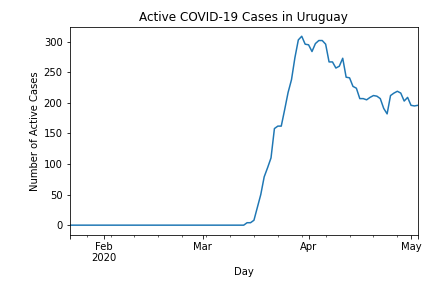 Active COVID-19 Cases in Uruguay
Number of Active Cases
300
250
200
150
100
50
0
Feb
2020
Mar
Apr
May
Day